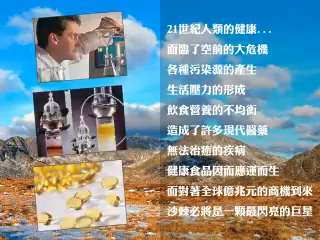 21世紀人類的健康...
面臨了空前的大危機
各種污染源的產生
生活壓力的形成
飲食營養的不均衡
造成了許多現代醫藥
無法治癒的疾病
健康食品因而應運而生
面對著全球億兆元的商機到來
沙棘必將是一顆最閃亮的巨星